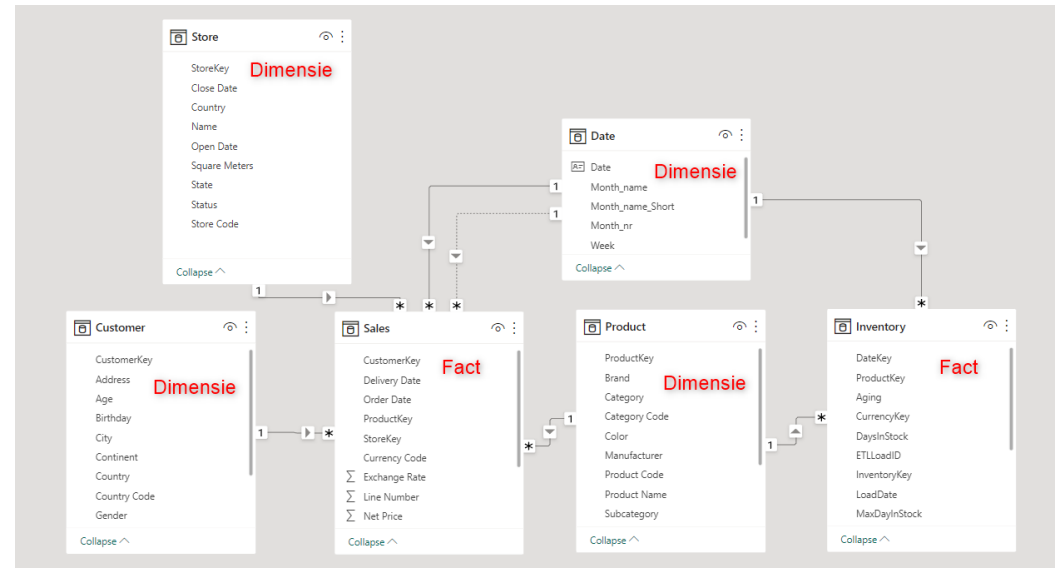 Store
Dimensie
StoreKey
Close Date
Country
Name
Open Date
Square Meters
State
Status
Store Code
Collapse
1
*
Date
Dimensie
Date
Month_name
Month_name_Short
Month_nr
Week
Collapse
1
1
1
*
*
*
Customer
Dimensie
CustomerKey
Address
Age
Birthday
City
Continent
Country
Country Code
Gender
Collapse
1
*
Sales
Fact
CustomerKey
Delivery Date
Order Date
ProductKey
StoreKey
Currency Code
Σ Exchange Rate
Σ Line Number
Σ Net Price
Collapse
*
1
Product
Dimensie
ProductKey
Brand
Category
Category Code
Color
Manufacturer
Product Code
Product Name
Subcategory
Collapse
1
*
Inventory
Fact
DateKey
ProductKey
Aging
CurrencyKey
DaysInStock
ETLLoadID
InventoryKey
LoadDate
MaxDayInStock
Collapse